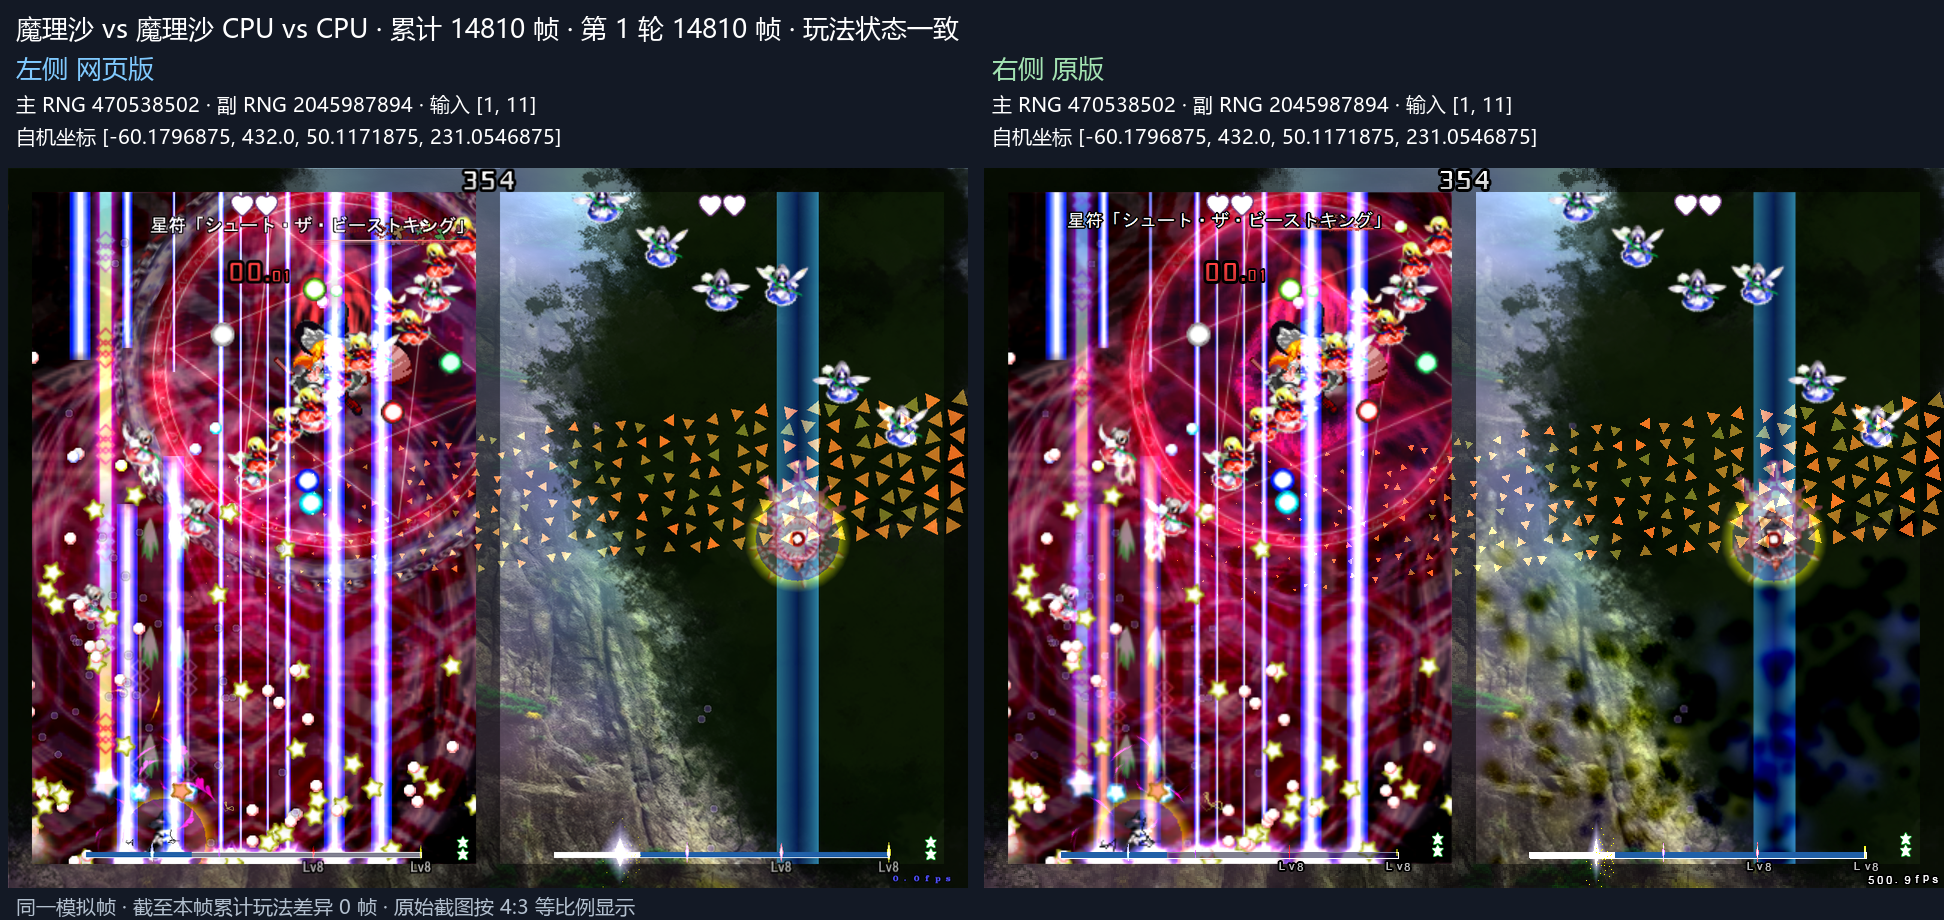 魔理沙 vs 魔理沙 CPU vs CPU · 累计 14810 帧 · 第 1 轮 14810 帧 · 玩法状态一致
左侧 网页版
主 RNG 470538502 · 副 RNG 2045987894 · 输入 [1, 11]
自机坐标 [-60.1796875, 432.0, 50.1171875, 231.0546875]
右侧 原版
主 RNG 470538502 · 副 RNG 2045987894 · 输入 [1, 11]
自机坐标 [-60.1796875, 432.0, 50.1171875, 231.0546875]
354
星符「シュート・ザ・ビーストキング」
00.01
Lv8
Lv8
Lv8
Lv8
0.0fps
354
星符「シュート・ザ・ビーストキング」
00.01
Lv8
Lv8
Lv8
Lv8
500.9fps
同一模拟帧 · 截至本帧累计玩法差异 0 帧 · 原始截图按 4:3 等比例显示